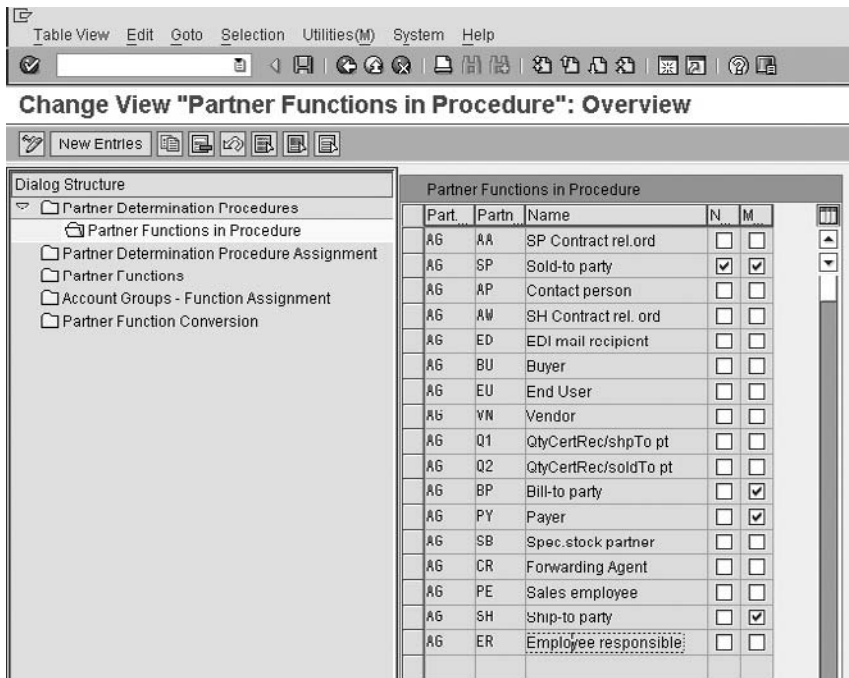 Table View Edit Goto Selection Utilities(M) System Help
Change View "Partner Functions in Procedure": Overview
New Entries
Dialog Structure
Partner Determination Procedures
Partner Functions in Procedure
Partner Determination Procedure Assignment
Partner Functions
Account Groups - Function Assignment
Partner Function Conversion
Partner Functions in Procedure
Part... Partn Name N... M...
AG AA SP Contract rel.ord
AG SP Sold-to party
AG AP Contact person
AG AW SH Contract rel. ord
AG ED EDI mail recipient
AG BU Buyer
AG EU End User
AG VN Vendor
AG Q1 QtyCertRec/shpTo pt
AG Q2 QtyCertRec/soldTo pt
AG BP Bill-to party
AG PY Payer
AG SB Spec.stock partner
AG CR Forwarding Agent
AG PE Sales employee
AG SH Ship-to party
AG ER Employee responsible